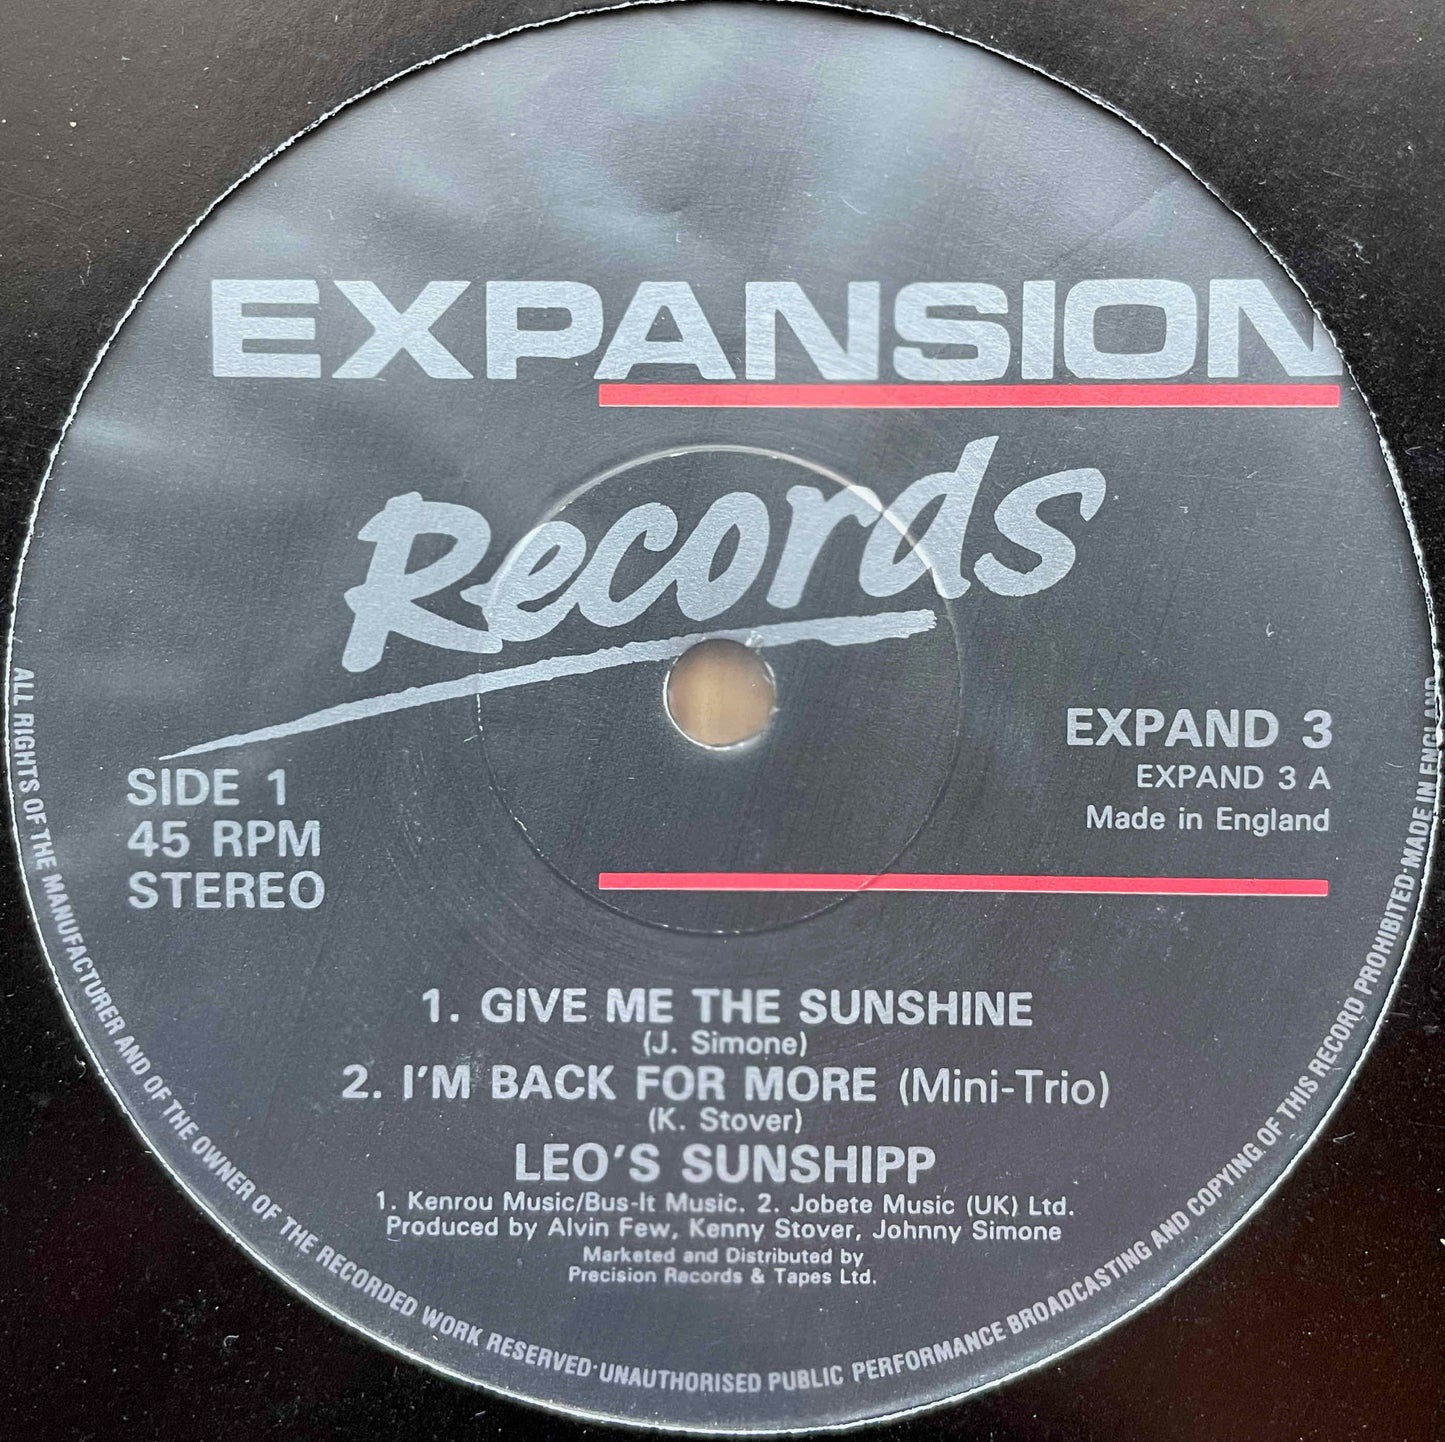 EXPANSION
Records
EXPAND 3
EXPAND 3 A
Made in England
SIDE 1
45 RPM
STEREO
1. GIVE ME THE SUNSHINE
(J. Simone)
2. I'M BACK FOR MORE (Mini-Trio)
(K. Stover)
LEO'S SUNSHIPP
1. Kenrou Music/Bus-It Music. 2. Jobete Music (UK) Ltd.
Produced by Alvin Few, Kenny Stover, Johnny Simone
Marketed and Distributed by
Precision Records & Tapes Ltd.
ALL RIGHTS OF THE MANUFACTURER AND OF THE OWNER OF THE RECORDED WORK RESERVED·UNAUTHORISED PUBLIC PERFORMANCE BROADCASTING AND COPYING OF THIS RECORD PROHIBITED·MADE IN ENGLAND